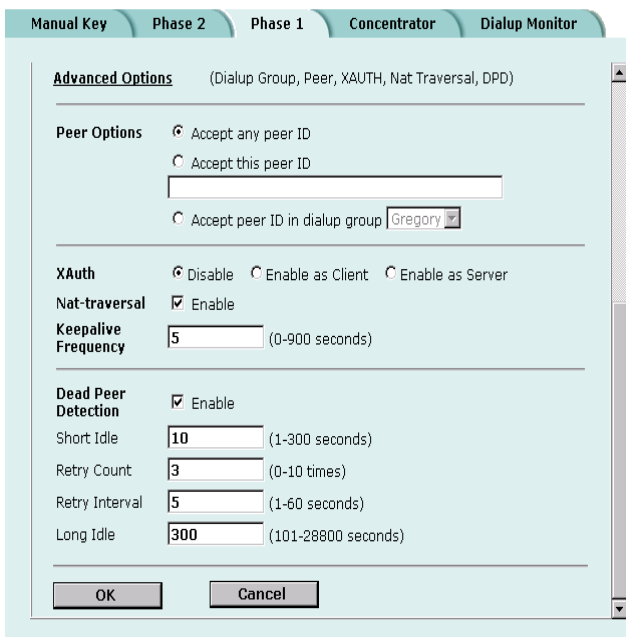 Manual Key Phase 2 Phase 1 Concentrator Dialup Monitor
Advanced Options (Dialup Group, Peer, XAUTH, Nat Traversal, DPD)
Peer Options Accept any peer ID
Accept this peer ID
Accept peer ID in dialup group Gregory
XAuth Disable Enable as Client Enable as Server
Nat-traversal Enable
Keepalive
Frequency 5 (0-900 seconds)
Dead Peer
Detection Enable
Short Idle 10 (1-300 seconds)
Retry Count 3 (0-10 times)
Retry Interval 5 (1-60 seconds)
Long Idle 300 (101-28800 seconds)
OK Cancel